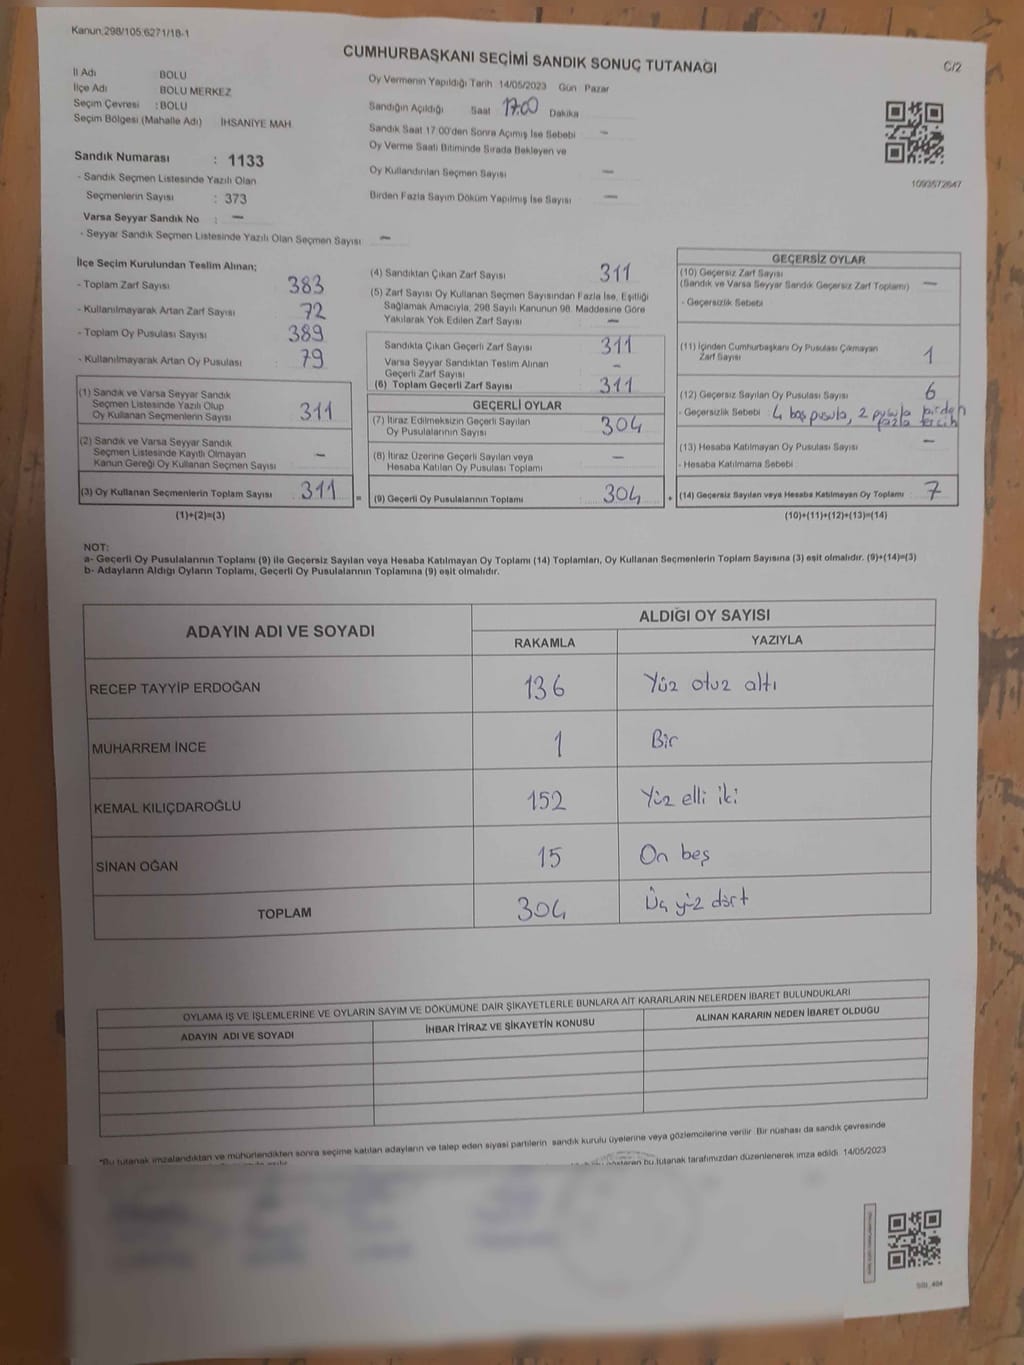 Kanun:298/105;6271/18-1
CUMHURBAŞKANI SEÇİMİ SANDIK SONUÇ TUTANAĞI
C/2
İl Adı BOLU
İlçe Adı BOLU MERKEZ
Seçim Çevresi : BOLU
Seçim Bölgesi (Mahalle Adı) İHSANİYE MAH.
Sandık Numarası : 1133
- Sandık Seçmen Listesinde Yazılı Olan
Seçmenlerin Sayısı : 373
Varsa Seyyar Sandık No : —
- Seyyar Sandık Seçmen Listesinde Yazılı Olan Seçmen Sayısı —
Oy Vermenin Yapıldığı Tarih 14/05/2023 Gün Pazar
Sandığın Açıldığı Saat 17.00 Dakika
Sandık Saat 17.00'den Sonra Açılmış İse Sebebi —
Oy Verme Saati Bitiminde Sırada Bekleyen ve
Oy Kullandırılan Seçmen Sayısı —
Birden Fazla Sayım Döküm Yapılmış İse Sayısı —
1093572647
İlçe Seçim Kurulundan Teslim Alınan;
- Toplam Zarf Sayısı : 383
- Kullanılmayarak Artan Zarf Sayısı : 72
- Toplam Oy Pusulası Sayısı : 389
- Kullanılmayarak Artan Oy Pusulası : 79
(1) Sandık ve Varsa Seyyar Sandık
Seçmen Listesinde Yazılı Olup
Oy Kullanan Seçmenlerin Sayısı : 311
(2) Sandık ve Varsa Seyyar Sandık
Seçmen Listesinde Kayıtlı Olmayan
Kanun Gereği Oy Kullanan Seçmen Sayısı —
(3) Oy Kullanan Seçmenlerin Toplam Sayısı : 311 =
(1)+(2)=(3)
(4) Sandıktan Çıkan Zarf Sayısı : 311
(5) Zarf Sayısı Oy Kullanan Seçmen Sayısından Fazla İse, Eşitliği
Sağlamak Amacıyla, 298 Sayılı Kanunun 98. Maddesine Göre
Yakılarak Yok Edilen Zarf Sayısı : —
Sandıkta Çıkan Geçerli Zarf Sayısı : 311
Varsa Seyyar Sandıktan Teslim Alınan
Geçerli Zarf Sayısı : -
(6) Toplam Geçerli Zarf Sayısı : 311
GEÇERLİ OYLAR
(7) İtiraz Edilmeksizin Geçerli Sayılan
Oy Pusulalarının Sayısı : 304
(8) İtiraz Üzerine Geçerli Sayılan veya
Hesaba Katılan Oy Pusulası Toplamı : —
(9) Geçerli Oy Pusulalarının Toplamı : 304 +
GEÇERSİZ OYLAR
(10) Geçersiz Zarf Sayısı
(Sandık ve Varsa Seyyar Sandık Geçersiz Zarf Toplamı) —
- Geçersizlik Sebebi
(11) İçinden Cumhurbaşkanı Oy Pusulası Çıkmayan
Zarf Sayısı 1
(12) Geçersiz Sayılan Oy Pusulası Sayısı 6
- Geçersizlik Sebebi : 4 boş pusula, 2 pusula birden fazla tercih
(13) Hesaba Katılmayan Oy Pusulası Sayısı —
- Hesaba Katılmama Sebebi :
(14) Geçersiz Sayılan veya Hesaba Katılmayan Oy Toplamı : 7
(10)+(11)+(12)+(13)=(14)
NOT:
a- Geçerli Oy Pusulalarının Toplamı (9) ile Geçersiz Sayılan veya Hesaba Katılmayan Oy Toplamı (14) Toplamları, Oy Kullanan Seçmenlerin Toplam Sayısına (3) eşit olmalıdır. (9)+(14)=(3)
b- Adayların Aldığı Oyların Toplamı, Geçerli Oy Pusulalarının Toplamına (9) eşit olmalıdır.
ADAYIN ADI VE SOYADI ALDIĞI OY SAYISI
RAKAMLA YAZIYLA
RECEP TAYYİP ERDOĞAN 136 Yüz otuz altı
MUHARREM İNCE 1 Bir
KEMAL KILIÇDAROĞLU 152 Yüz elli iki
SİNAN OĞAN 15 On beş
TOPLAM 304 Üç yüz dört
OYLAMA İŞ VE İŞLEMLERİNE VE OYLARIN SAYIM VE DÖKÜMÜNE DAİR ŞİKAYETLERLE BUNLARA AİT KARARLARIN NELERDEN İBARET BULUNDUKLARI
ADAYIN ADI VE SOYADI İHBAR İTİRAZ VE ŞİKAYETİN KONUSU ALINAN KARARIN NEDEN İBARET OLDUĞU
*Bu tutanak imzalandıktan ve mühürlendikten sonra seçime katılan adayların ve talep eden siyasi partilerin sandık kurulu üyelerine veya gözlemcilerine verilir. Bir nüshası da sandık çevresinde
bu tutanak tarafımızdan düzenlenerek imza edildi. 14/05/2023